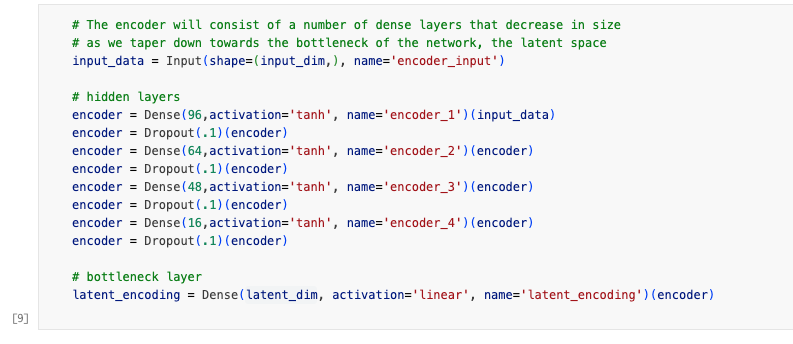 # The encoder will consist of a number of dense layers that decrease in size
# as we taper down towards the bottleneck of the network, the latent space
input_data = Input(shape=(input_dim,), name='encoder_input')
# hidden layers
encoder = Dense(96,activation='tanh', name='encoder_1')(input_data)
encoder = Dropout(.1)(encoder)
encoder = Dense(64,activation='tanh', name='encoder_2')(encoder)
encoder = Dropout(.1)(encoder)
encoder = Dense(48,activation='tanh', name='encoder_3')(encoder)
encoder = Dropout(.1)(encoder)
encoder = Dense(16,activation='tanh', name='encoder_4')(encoder)
encoder = Dropout(.1)(encoder)
# bottleneck layer
latent_encoding = Dense(latent_dim, activation='linear', name='latent_encoding')(encoder)
[9]